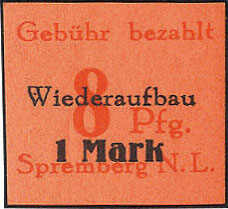 Gebühr bezahlt
Wiederaufbau
8 Pfg.
1 Mark
Spremberg N.L.